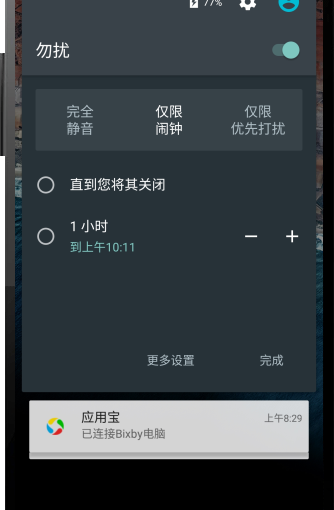 77%
勿扰
完全
静音
仅限
闹钟
仅限
优先打扰
直到您将其关闭
1 小时
到上午10:11
更多设置
完成
应用宝
上午8:29
已连接Bixby电脑